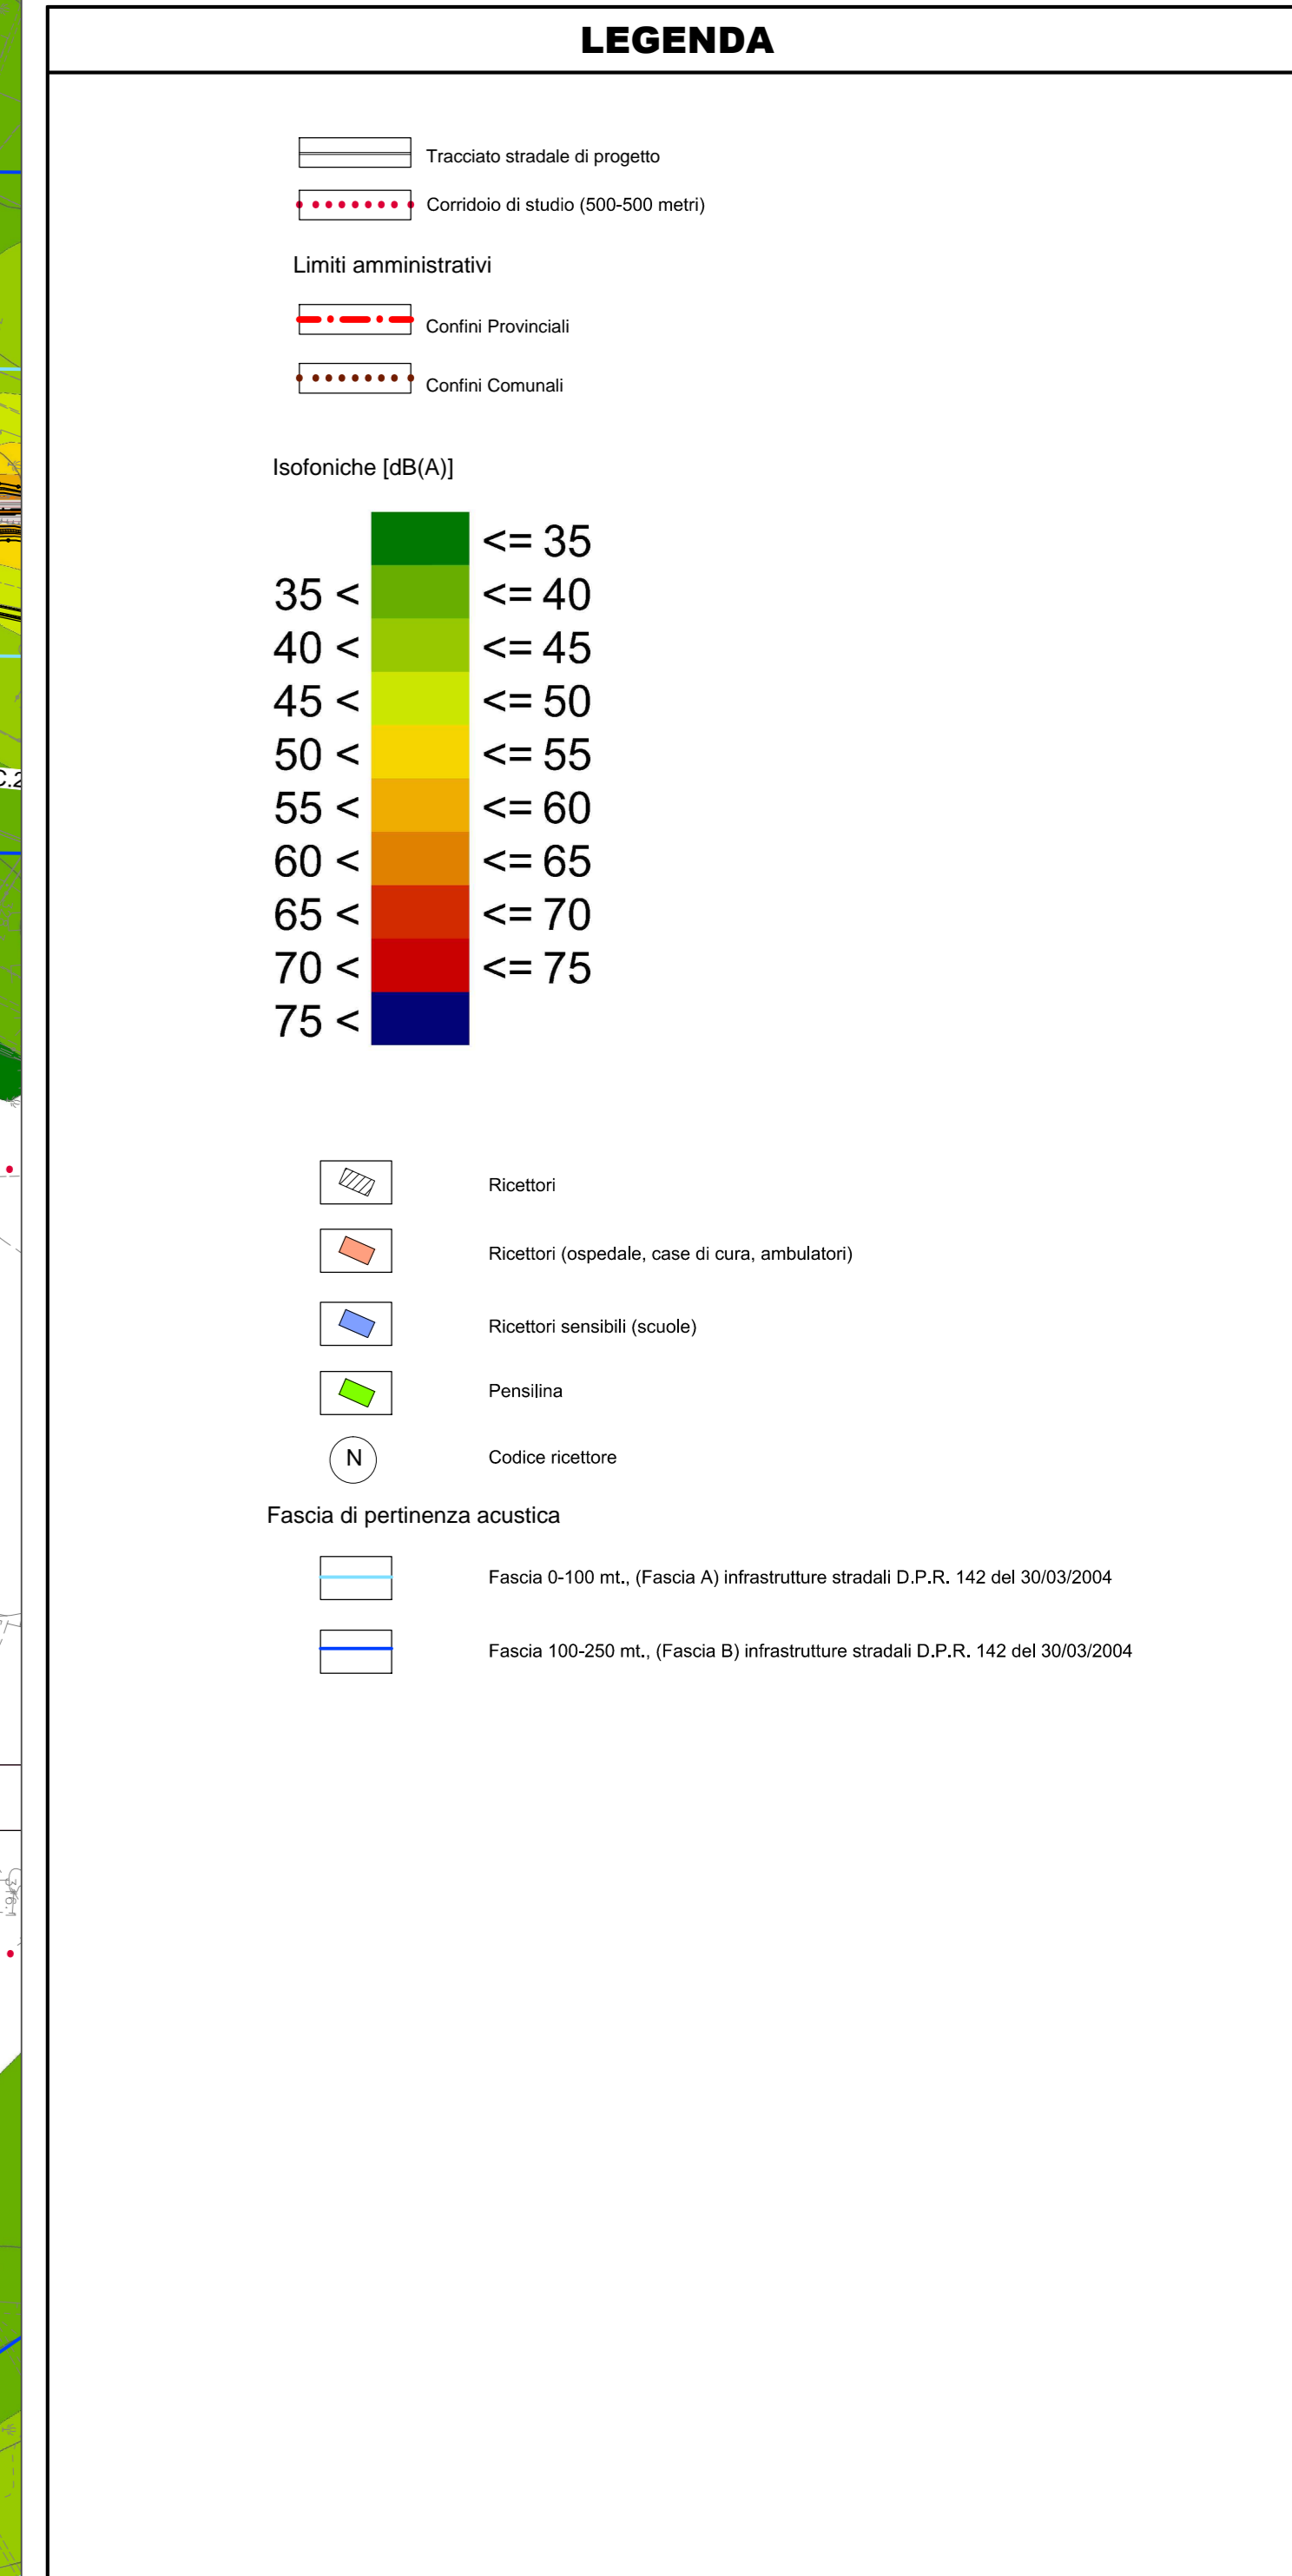 LEGENDA
Tracciato stradale di progetto
Corridoio di studio (500-500 metri)
Limiti amministrativi
Confini Provinciali
Confini Comunali
Isofoniche [dB(A)]
<= 35
35 < <= 40
40 < <= 45
45 < <= 50
50 < <= 55
55 < <= 60
60 < <= 65
65 < <= 70
70 < <= 75
75 <
Ricettori
Ricettori (ospedale, case di cura, ambulatori)
Ricettori sensibili (scuole)
Pensilina
N Codice ricettore
Fascia di pertinenza acustica
Fascia 0-100 mt., (Fascia A) infrastrutture stradali D.P.R. 142 del 30/03/2004
Fascia 100-250 mt., (Fascia B) infrastrutture stradali D.P.R. 142 del 30/03/2004